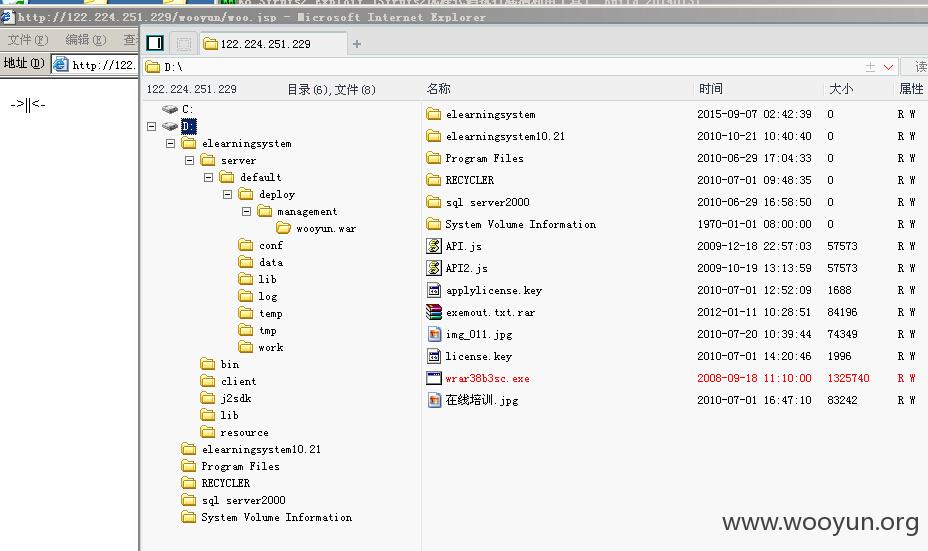 http://122.224.251.229/wooyun/woo.jsp - Microsoft Internet Explorer
文件(F) 编辑(E) 查
地址(D) http://122.
->||<-
122.224.251.229
D:\
读
122.224.251.229 目录(6),文件(8)
C:
D:
elearningsystem
server
default
deploy
management
wooyun.war
conf
data
lib
log
temp
tmp
work
bin
client
j2sdk
lib
resource
elearningsystem10.21
Program Files
RECYCLER
sql server2000
System Volume Information
名称 时间 大小 属性
elearningsystem 2015-09-07 02:42:39 0 R W
elearningsystem10.21 2010-10-21 10:40:40 0 R W
Program Files 2010-06-29 17:04:33 0 R W
RECYCLER 2010-07-01 09:48:35 0 R W
sql server2000 2010-06-29 16:58:50 0 R W
System Volume Information 1970-01-01 08:00:00 0 R W
API.js 2009-12-18 22:57:03 57573 R W
API2.js 2009-10-19 13:13:59 57573 R W
applylicense.key 2010-07-01 12:52:09 1688 R W
exemout.txt.rar 2012-01-11 10:28:51 84196 R W
img_011.jpg 2010-07-20 10:39:44 74349 R W
license.key 2010-07-01 14:20:46 1996 R W
wrar38b3sc.exe 2008-09-18 11:10:00 1325740 R W
在线培训.jpg 2010-07-01 16:47:10 83242 R W
www.wooyun.org